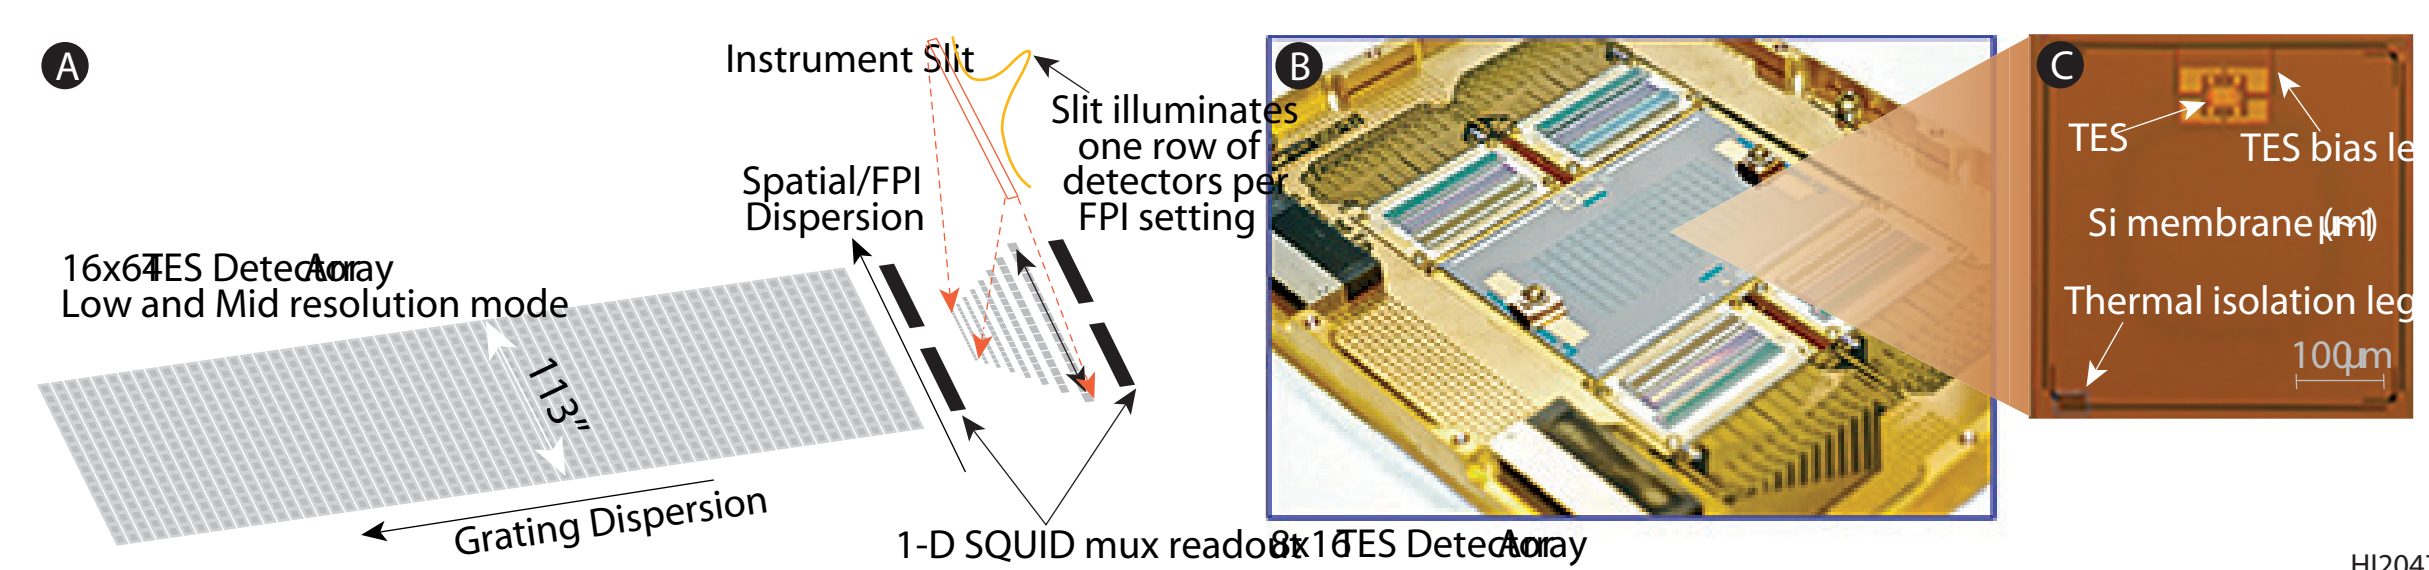 A
16x64 TES Detector Array
Low and Mid resolution mode
113”
Grating Dispersion
Spatial/FPI
Dispersion
Instrument Slit
Slit illuminates
one row of
detectors per
FPI setting
1-D SQUID mux readout
B
8x16 TES Detector Array
C
TES
TES bias le
Si membrane (1 µm)
Thermal isolation leg
100µm
HI204